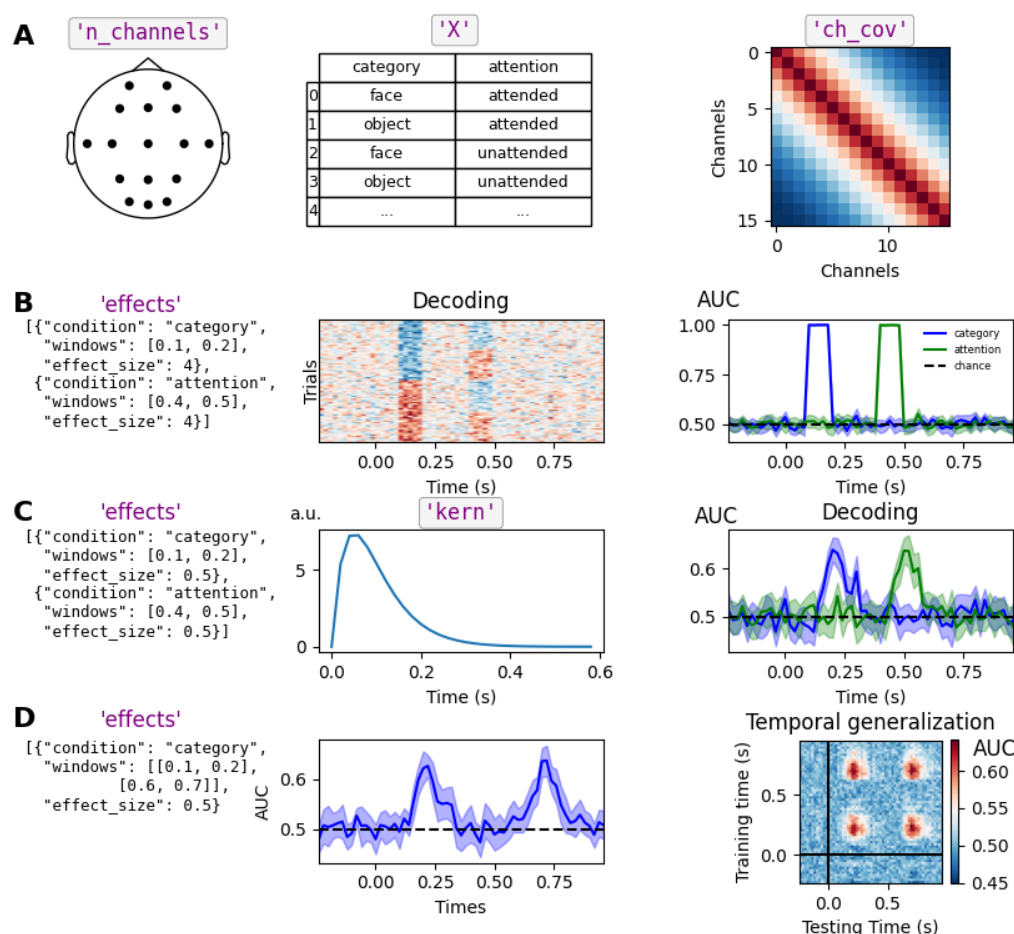 A
'n_channels'
'X'
'ch_cov'
category attention
0 face attended
1 object attended
2 face unattended
3 object unattended
4 ... ...
Channels
0
5
10
15
0 10
Channels
B
'effects'
[{"condition": "category",
"windows": [0.1, 0.2],
"effect_size": 4},
{"condition": "attention",
"windows": [0.4, 0.5],
"effect_size": 4}]
Decoding
Trials
0.00 0.25 0.50 0.75
Time (s)
AUC
1.00
0.75
0.50
category
attention
chance
0.00 0.25 0.50 0.75
Time (s)
C
'effects'
[{"condition": "category",
"windows": [0.1, 0.2],
"effect_size": 0.5},
{"condition": "attention",
"windows": [0.4, 0.5],
"effect_size": 0.5}]
a.u.
'kern'
5
0
0.0 0.2 0.4 0.6
Time (s)
AUC
Decoding
0.6
0.5
0.00 0.25 0.50 0.75
Time (s)
D
'effects'
[{"condition": "category",
"windows": [[0.1, 0.2],
[0.6, 0.7]],
"effect_size": 0.5}
AUC
0.6
0.5
0.00 0.25 0.50 0.75
Times
Temporal generalization
Training time (s)
0.5
0.0
0.0 0.5
Testing Time (s)
AUC
0.60
0.55
0.50
0.45